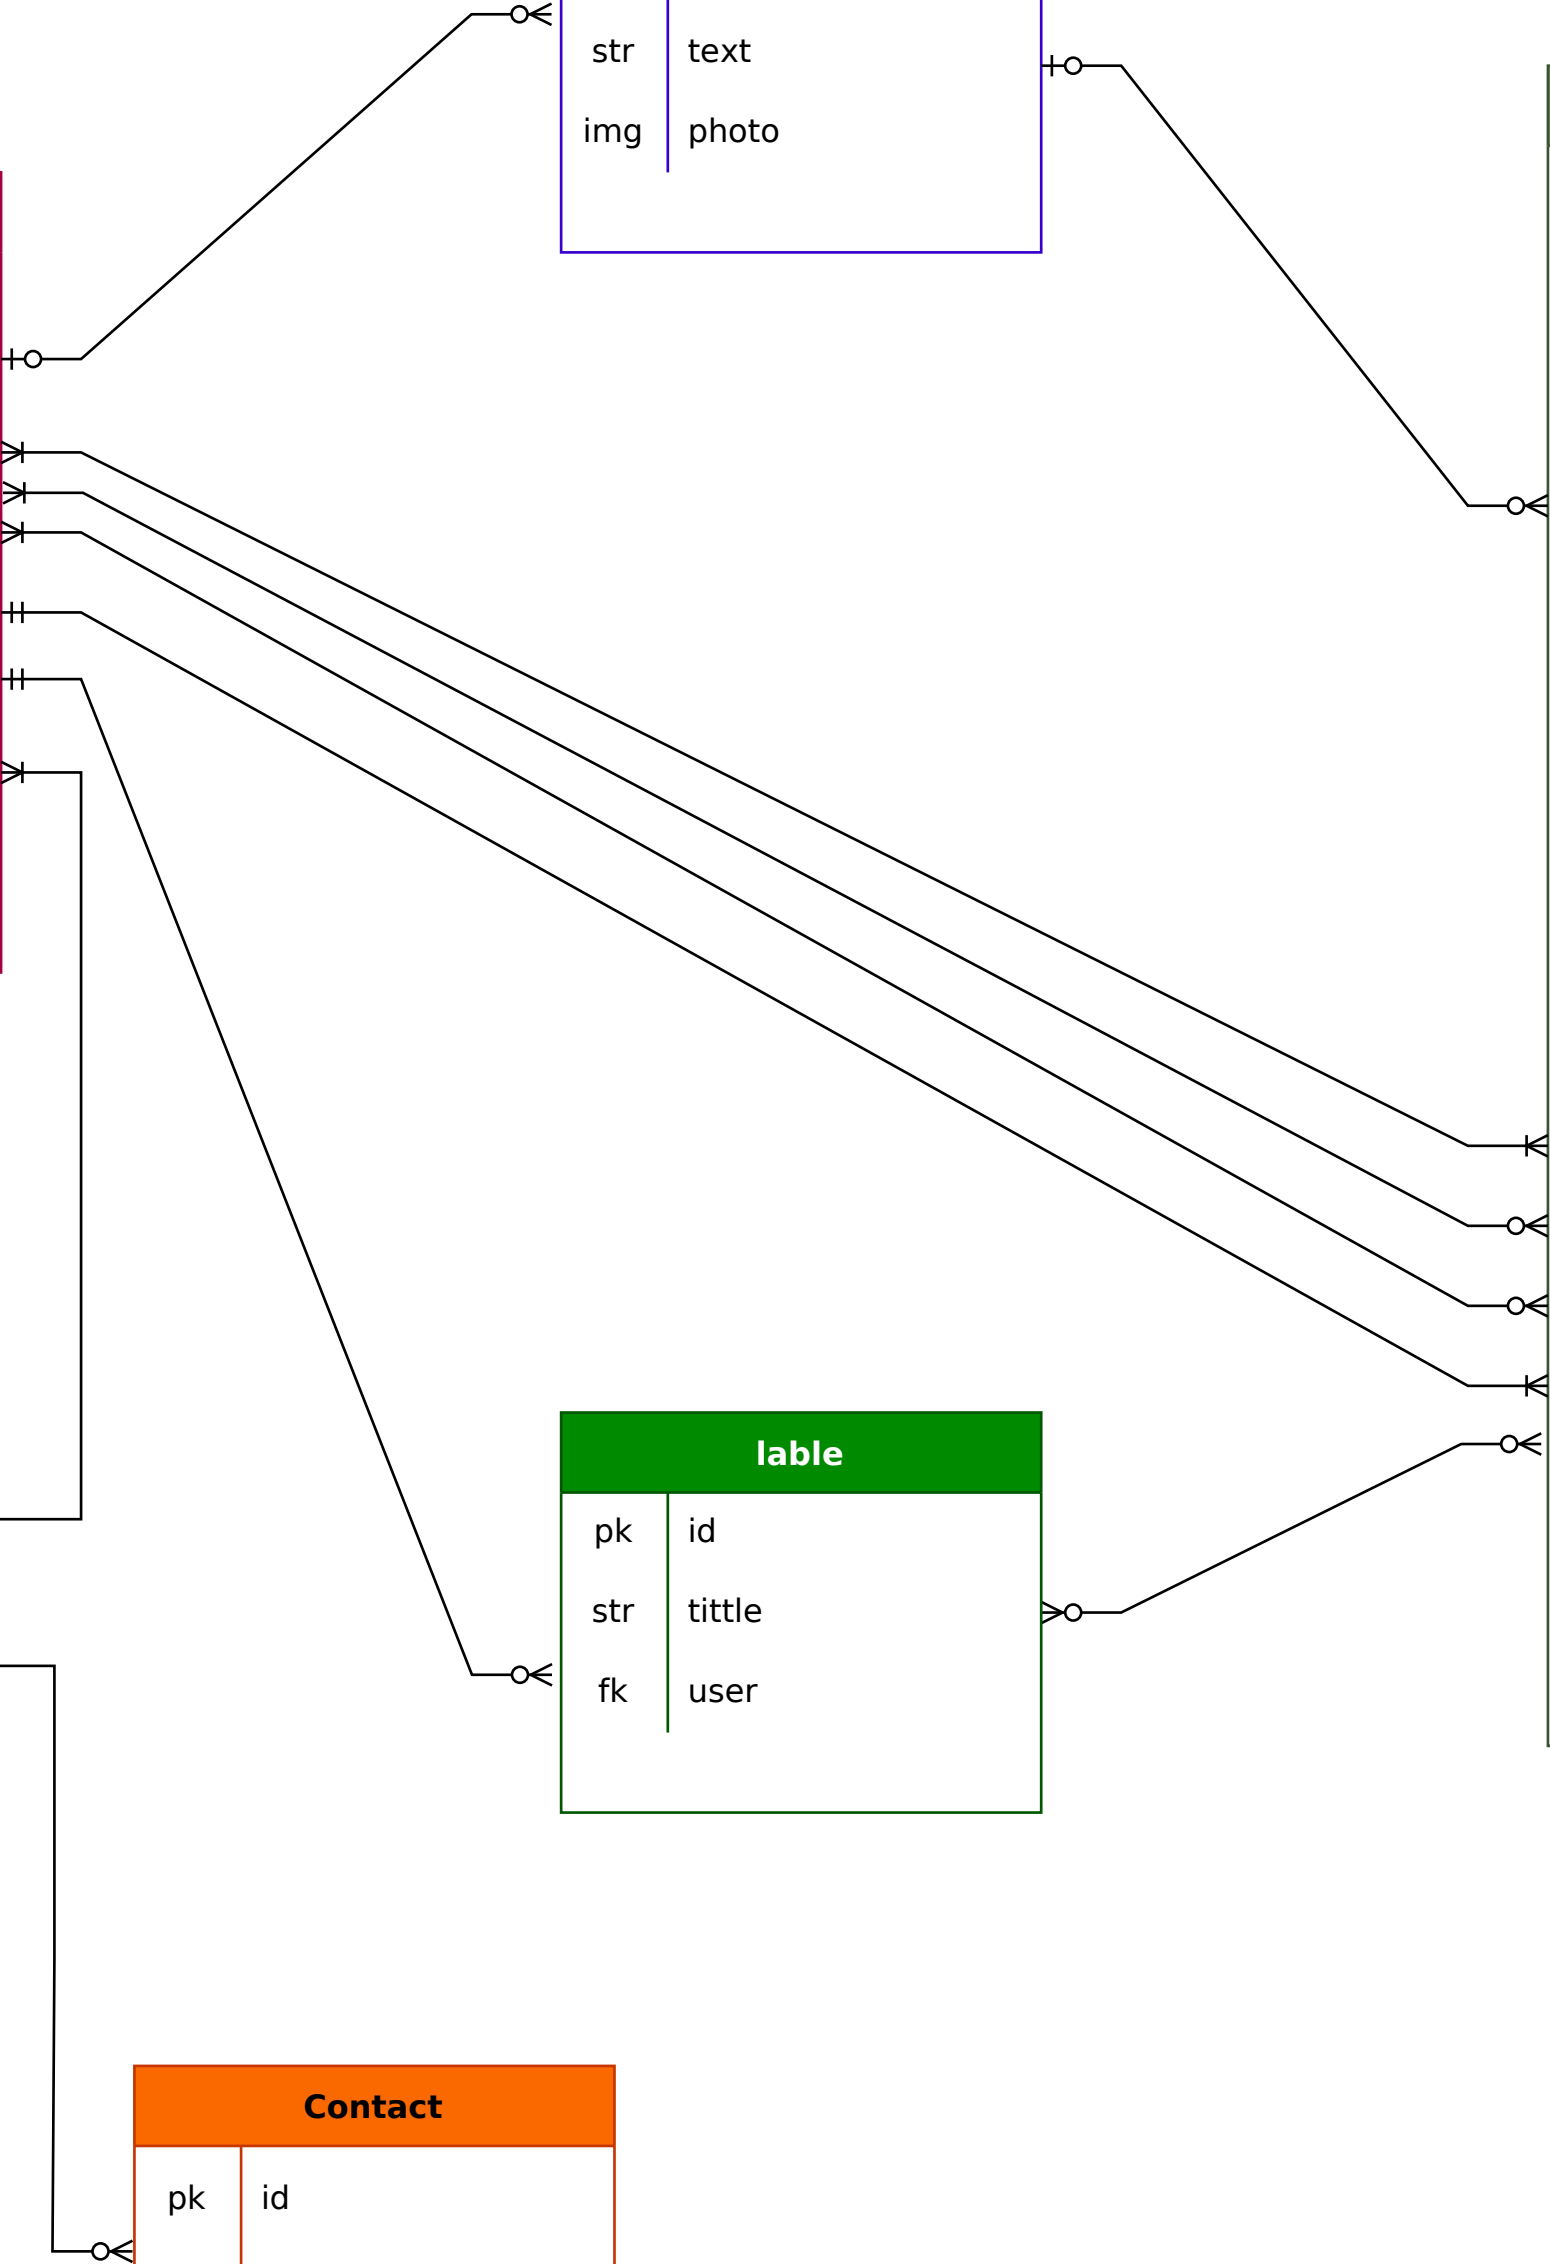 str text
img photo
lable
pk id
str tittle
fk user
Contact
pk id